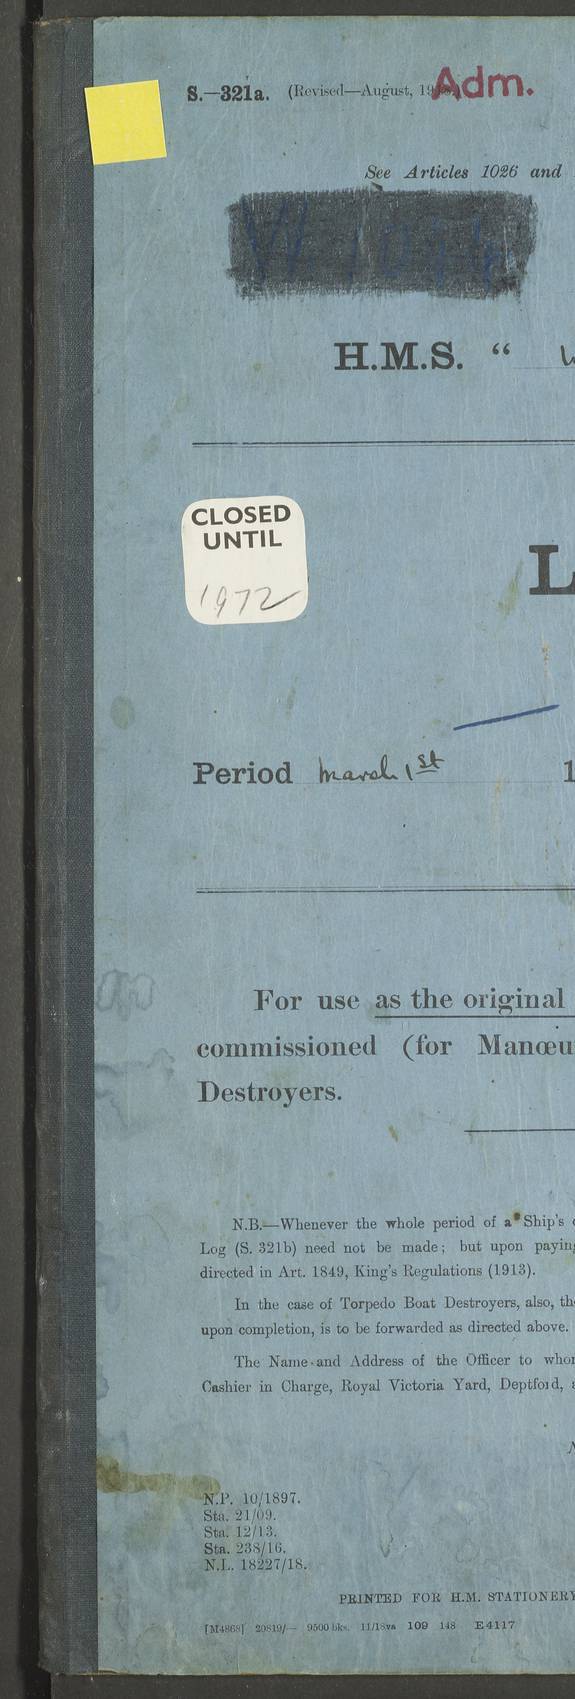 S.—321a. (Revised—August, 19
Adm.
See Articles 1026 and
H.M.S. "
CLOSED
UNTIL
1972
L
Period March 1st 1
For use as the original
commissioned (for Manœu
Destroyers.
N.B.—Whenever the whole period of a Ship's
Log (S. 321b) need not be made; but upon paying
directed in Art. 1849, King's Regulations (1913).
In the case of Torpedo Boat Destroyers, also, th
upon completion, is to be forwarded as directed above.
The Name and Address of the Officer to whom
Cashier in Charge, Royal Victoria Yard, Deptford,
N.P. 10/1897.
Sta. 21/09.
Sta. 12/13.
Sta. 238/16.
N.L. 18227/18.
PRINTED FOR H.M. STATIONERY
[M4868] 20819/— 9500 bks. 11/18 109 148 E4117